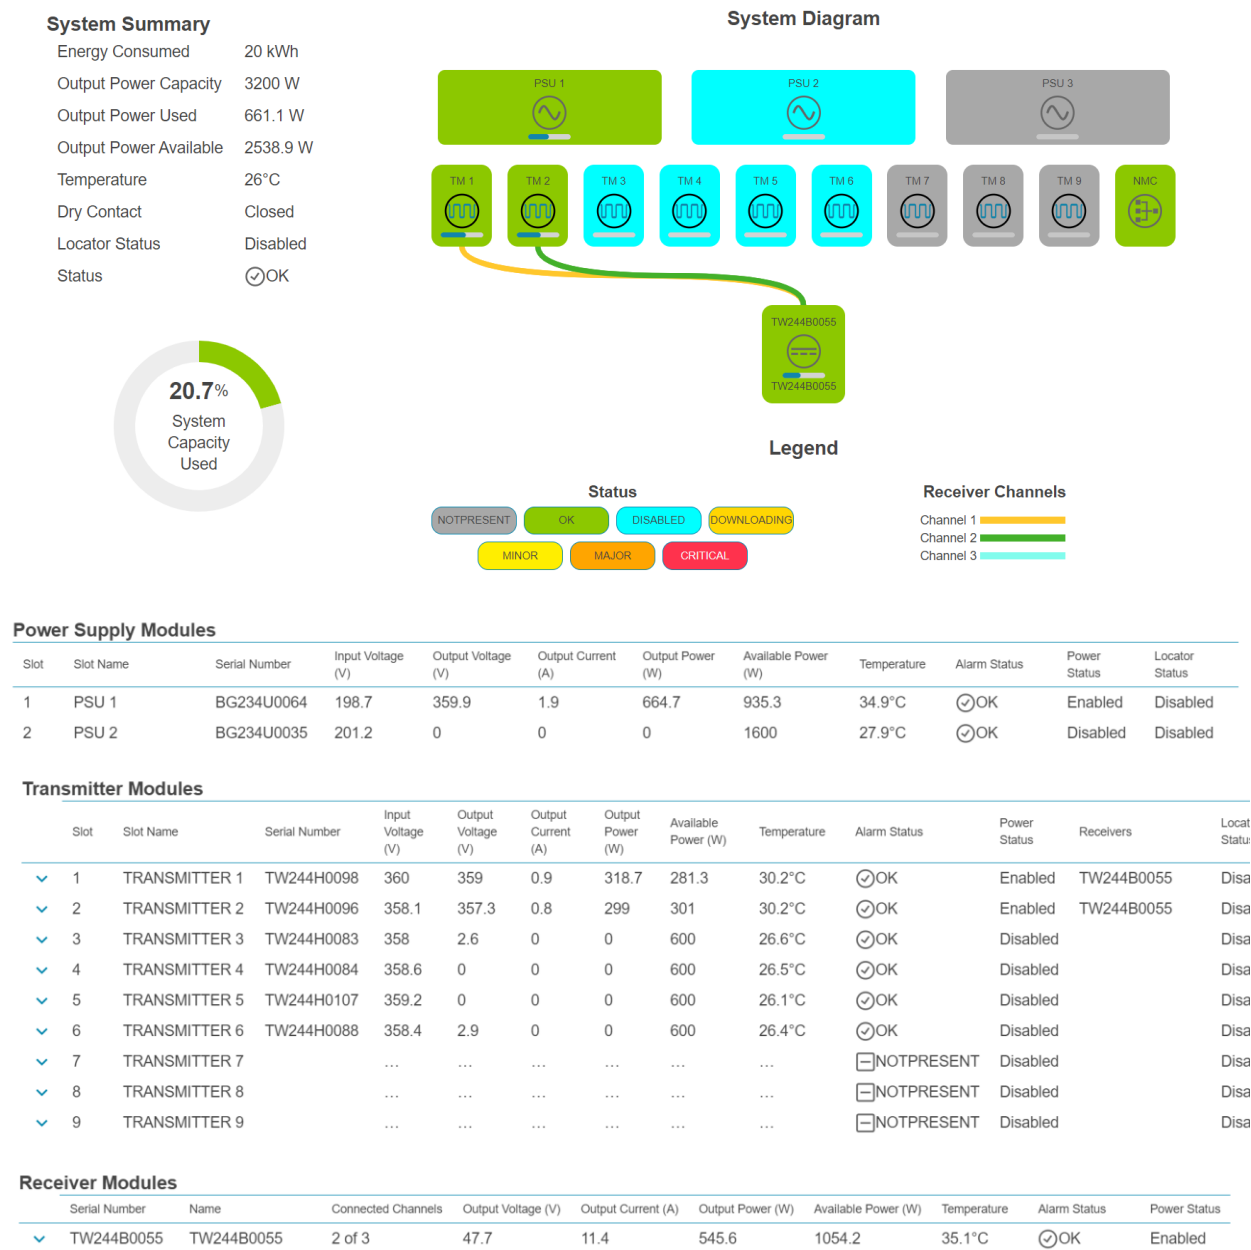 System Summary
Energy Consumed 20 kWh
Output Power Capacity 3200 W
Output Power Used 661.1 W
Output Power Available 2538.9 W
Temperature 26°C
Dry Contact Closed
Locator Status Disabled
Status OK
20.7%
System
Capacity
Used
System Diagram
PSU 1 PSU 2 PSU 3
TM 1 TM 2 TM 3 TM 4 TM 5 TM 6 TM 7 TM 8 TM 9 NMC
TW244B0055
TW244B0055
Legend
Status
NOTPRESENT OK DISABLED DOWNLOADING
MINOR MAJOR CRITICAL
Receiver Channels
Channel 1
Channel 2
Channel 3
Power Supply Modules
Slot Slot Name Serial Number Input Voltage (V) Output Voltage (V) Output Current (A) Output Power (W) Available Power (W) Temperature Alarm Status Power Status Locator Status
1 PSU 1 BG234U0064 198.7 359.9 1.9 664.7 935.3 34.9°C OK Enabled Disabled
2 PSU 2 BG234U0035 201.2 0 0 0 1600 27.9°C OK Disabled Disabled
Transmitter Modules
Slot Slot Name Serial Number Input Voltage (V) Output Voltage (V) Output Current (A) Output Power (W) Available Power (W) Temperature Alarm Status Power Status Receivers Locat Statu
1 TRANSMITTER 1 TW244H0098 360 359 0.9 318.7 281.3 30.2°C OK Enabled TW244B0055 Disa
2 TRANSMITTER 2 TW244H0096 358.1 357.3 0.8 299 301 30.2°C OK Enabled TW244B0055 Disa
3 TRANSMITTER 3 TW244H0083 358 2.6 0 0 600 26.6°C OK Disabled Disa
4 TRANSMITTER 4 TW244H0084 358.6 0 0 0 600 26.5°C OK Disabled Disa
5 TRANSMITTER 5 TW244H0107 359.2 0 0 0 600 26.1°C OK Disabled Disa
6 TRANSMITTER 6 TW244H0088 358.4 2.9 0 0 600 26.4°C OK Disabled Disa
7 TRANSMITTER 7 ... ... ... ... ... ... NOTPRESENT Disabled Disa
8 TRANSMITTER 8 ... ... ... ... ... ... NOTPRESENT Disabled Disa
9 TRANSMITTER 9 ... ... ... ... ... ... NOTPRESENT Disabled Disa
Receiver Modules
Serial Number Name Connected Channels Output Voltage (V) Output Current (A) Output Power (W) Available Power (W) Temperature Alarm Status Power Status
TW244B0055 TW244B0055 2 of 3 47.7 11.4 545.6 1054.2 35.1°C OK Enabled